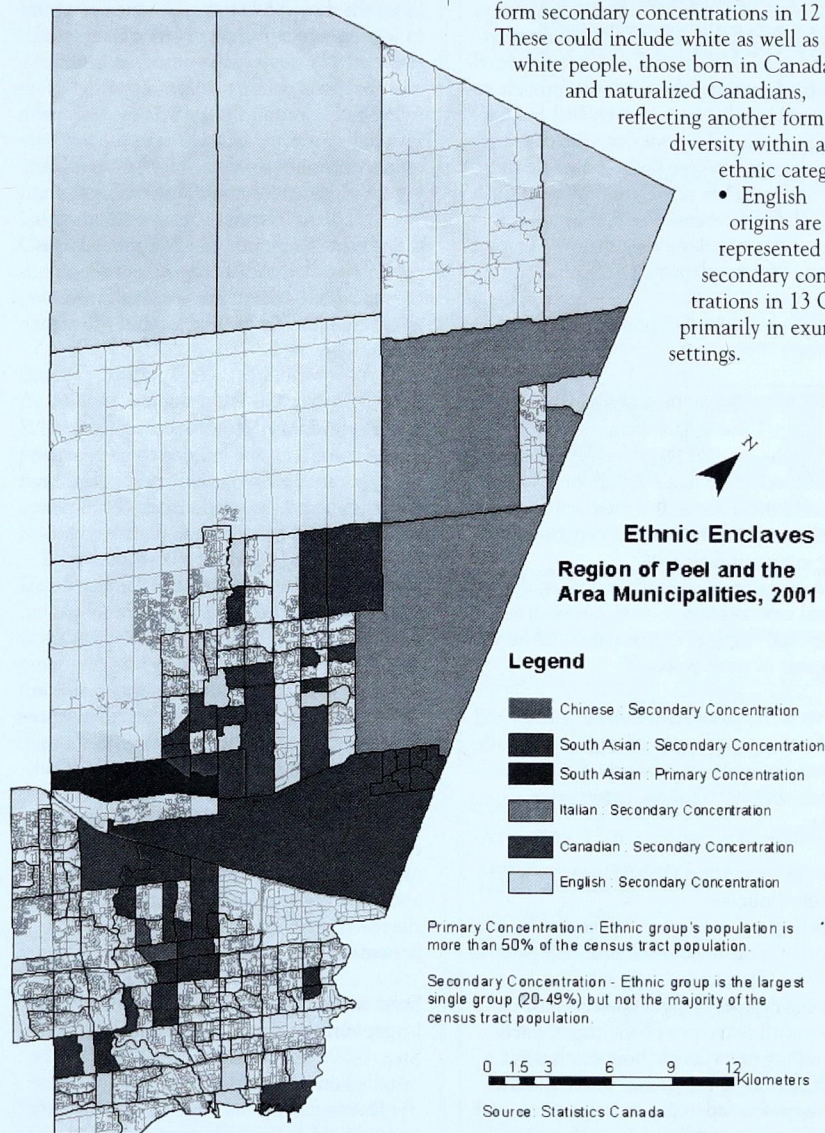 form secondary concentrations in 12
These could include white as well as
white people, those born in Canada
and naturalized Canadians,
reflecting another form
diversity within a
ethnic categ
• English
origins are
represented
secondary con
trations in 13 C
primarily in exur
settings.
N
Ethnic Enclaves
Region of Peel and the
Area Municipalities, 2001
Legend
Chinese : Secondary Concentration
South Asian : Secondary Concentration
South Asian : Primary Concentration
Italian : Secondary Concentration
Canadian : Secondary Concentration
English : Secondary Concentration
Primary Concentration - Ethnic group's population is
more than 50% of the census tract population.
Secondary Concentration - Ethnic group is the largest
single group (20-49%) but not the majority of the
census tract population.
0 1.5 3 6 9 12
Kilometers
Source: Statistics Canada